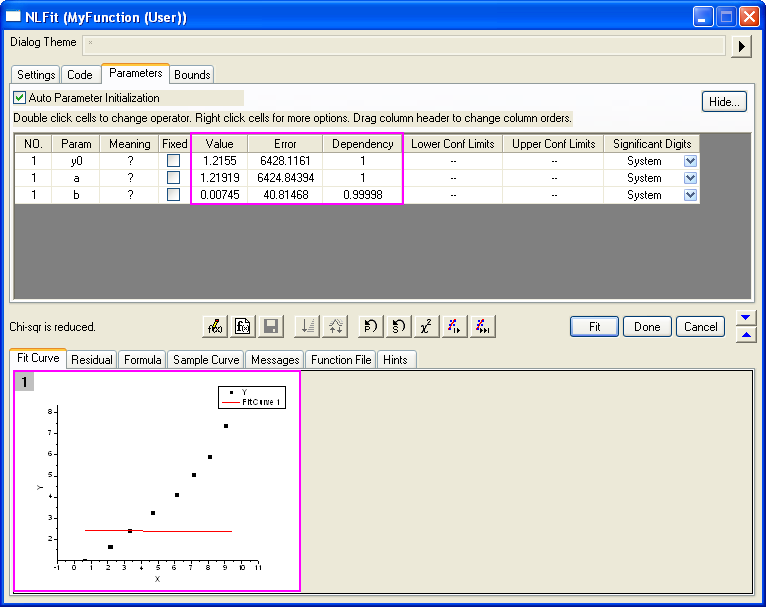 NLFit (MyFunction (User))
Dialog Theme *
Settings Code Parameters Bounds
Auto Parameter Initialization
Hide...
Double click cells to change operator. Right click cells for more options. Drag column header to change column orders.
NO. Param Meaning Fixed Value Error Dependency Lower Conf Limits Upper Conf Limits Significant Digits
1 y0 ? 1.2155 6428.1161 1 -- -- System
1 a ? 1.21919 6424.84394 1 -- -- System
1 b ? 0.00745 40.81468 0.99998 -- -- System
Chi-sqr is reduced.
f(x) f(x) P S χ² Fit Done Cancel
Fit Curve Residual Formula Sample Curve Messages Function File Hints
1
Y
FitCurve 1
8
7
6
5
4
3
2
Y
-1 0 1 2 3 4 5 6 7 8 9 10 11
X